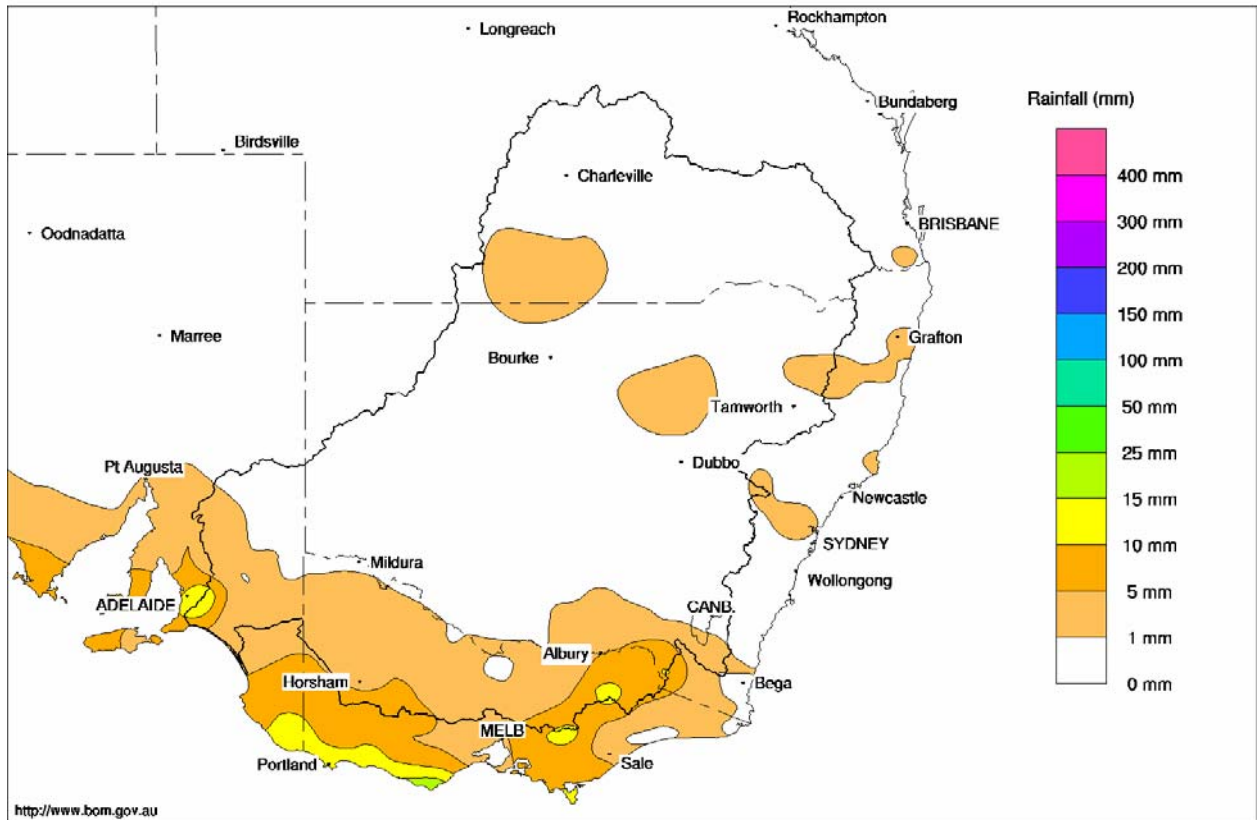 Rockhampton
Longreach
Bundaberg
Rainfall (mm)
Birdsville
Charleville
400 mm
300 mm
BRISBANE
Oodnadatta
200 mm
150 mm
Marree
Grafton
Bourke
100 mm
Tamworth
50 mm
Pt Augusta
Dubbo
25 mm
Newcastle
15 mm
SYDNEY
10 mm
Mildura
Wollongong
ADELAIDE
CANB.
5 mm
1 mm
Albury
Horsham
Bega
0 mm
MELB
Portland
Sale
http://www.bom.gov.au